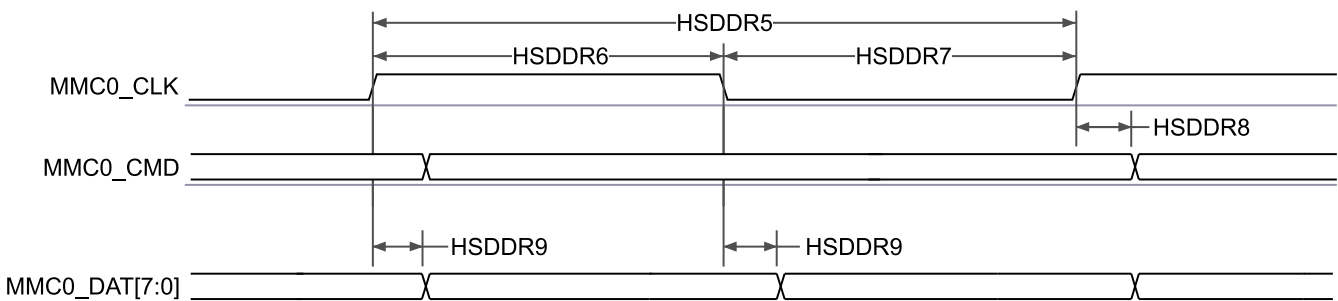 HSDDR5
HSDDR6
HSDDR7
MMC0_CLK
HSDDR8
MMC0_CMD
HSDDR9
HSDDR9
MMC0_DAT[7:0]